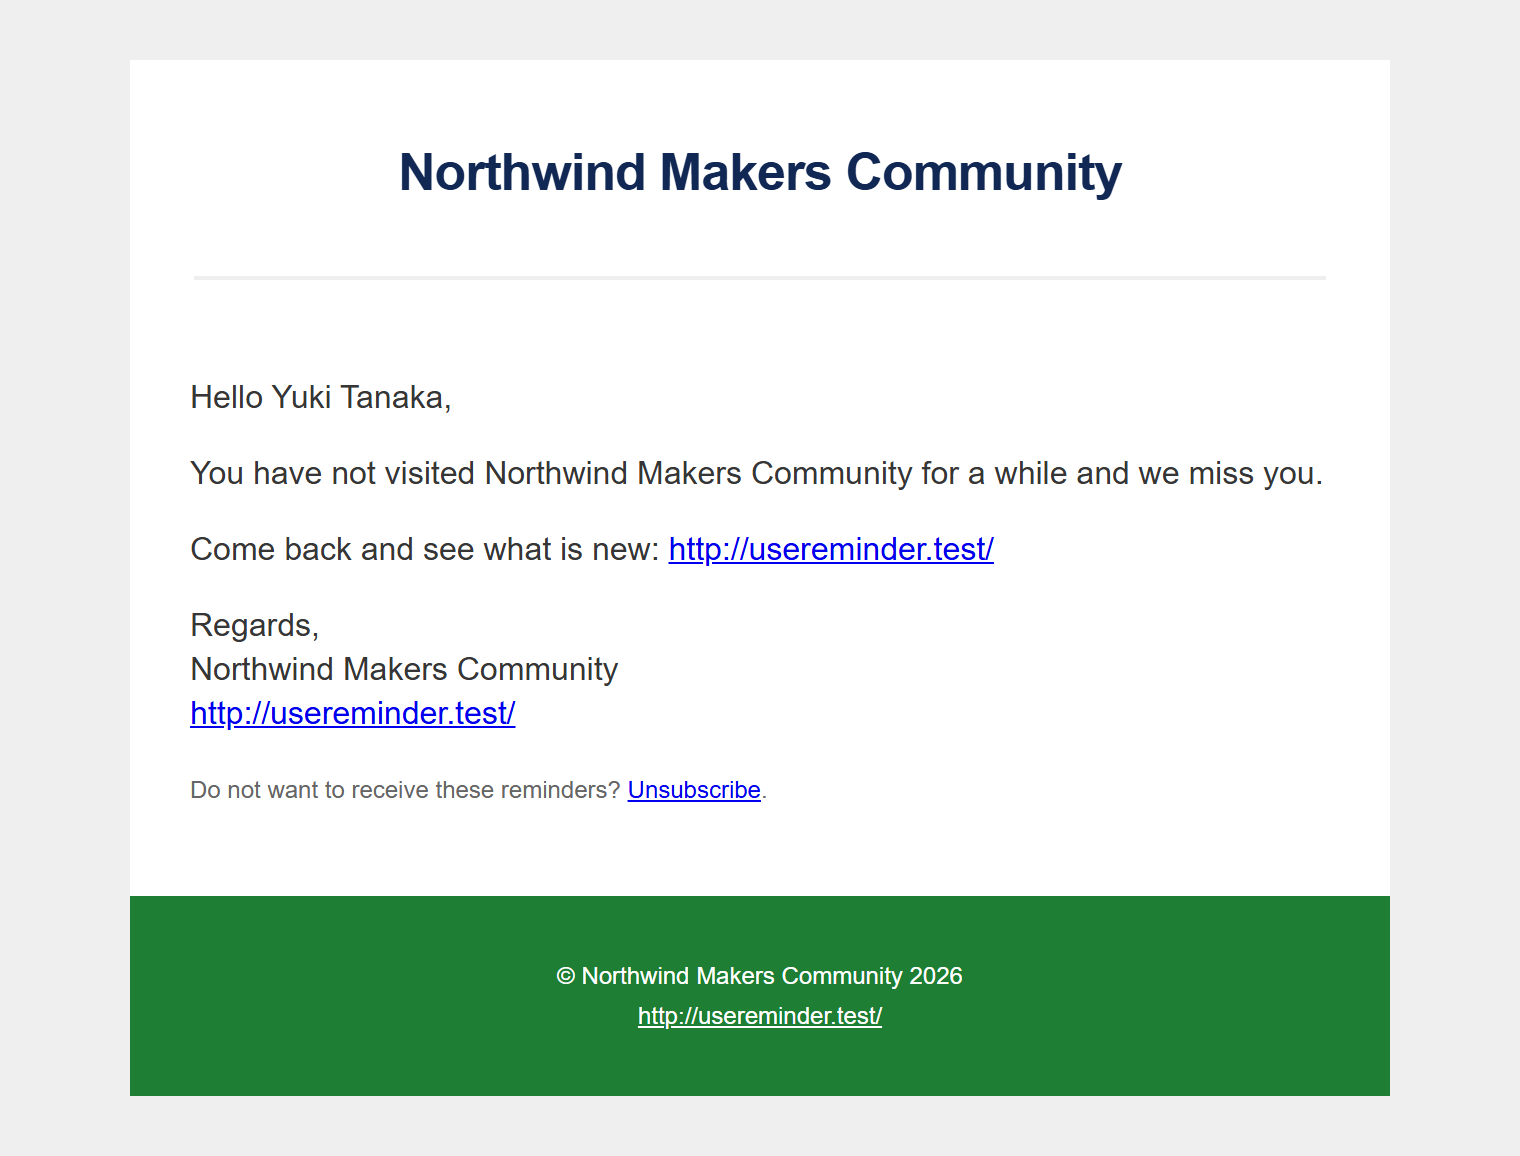 Northwind Makers Community
Hello Yuki Tanaka,
You have not visited Northwind Makers Community for a while and we miss you.
Come back and see what is new: http://usereminder.test/
Regards,
Northwind Makers Community
http://usereminder.test/
Do not want to receive these reminders? Unsubscribe.
© Northwind Makers Community 2026
http://usereminder.test/